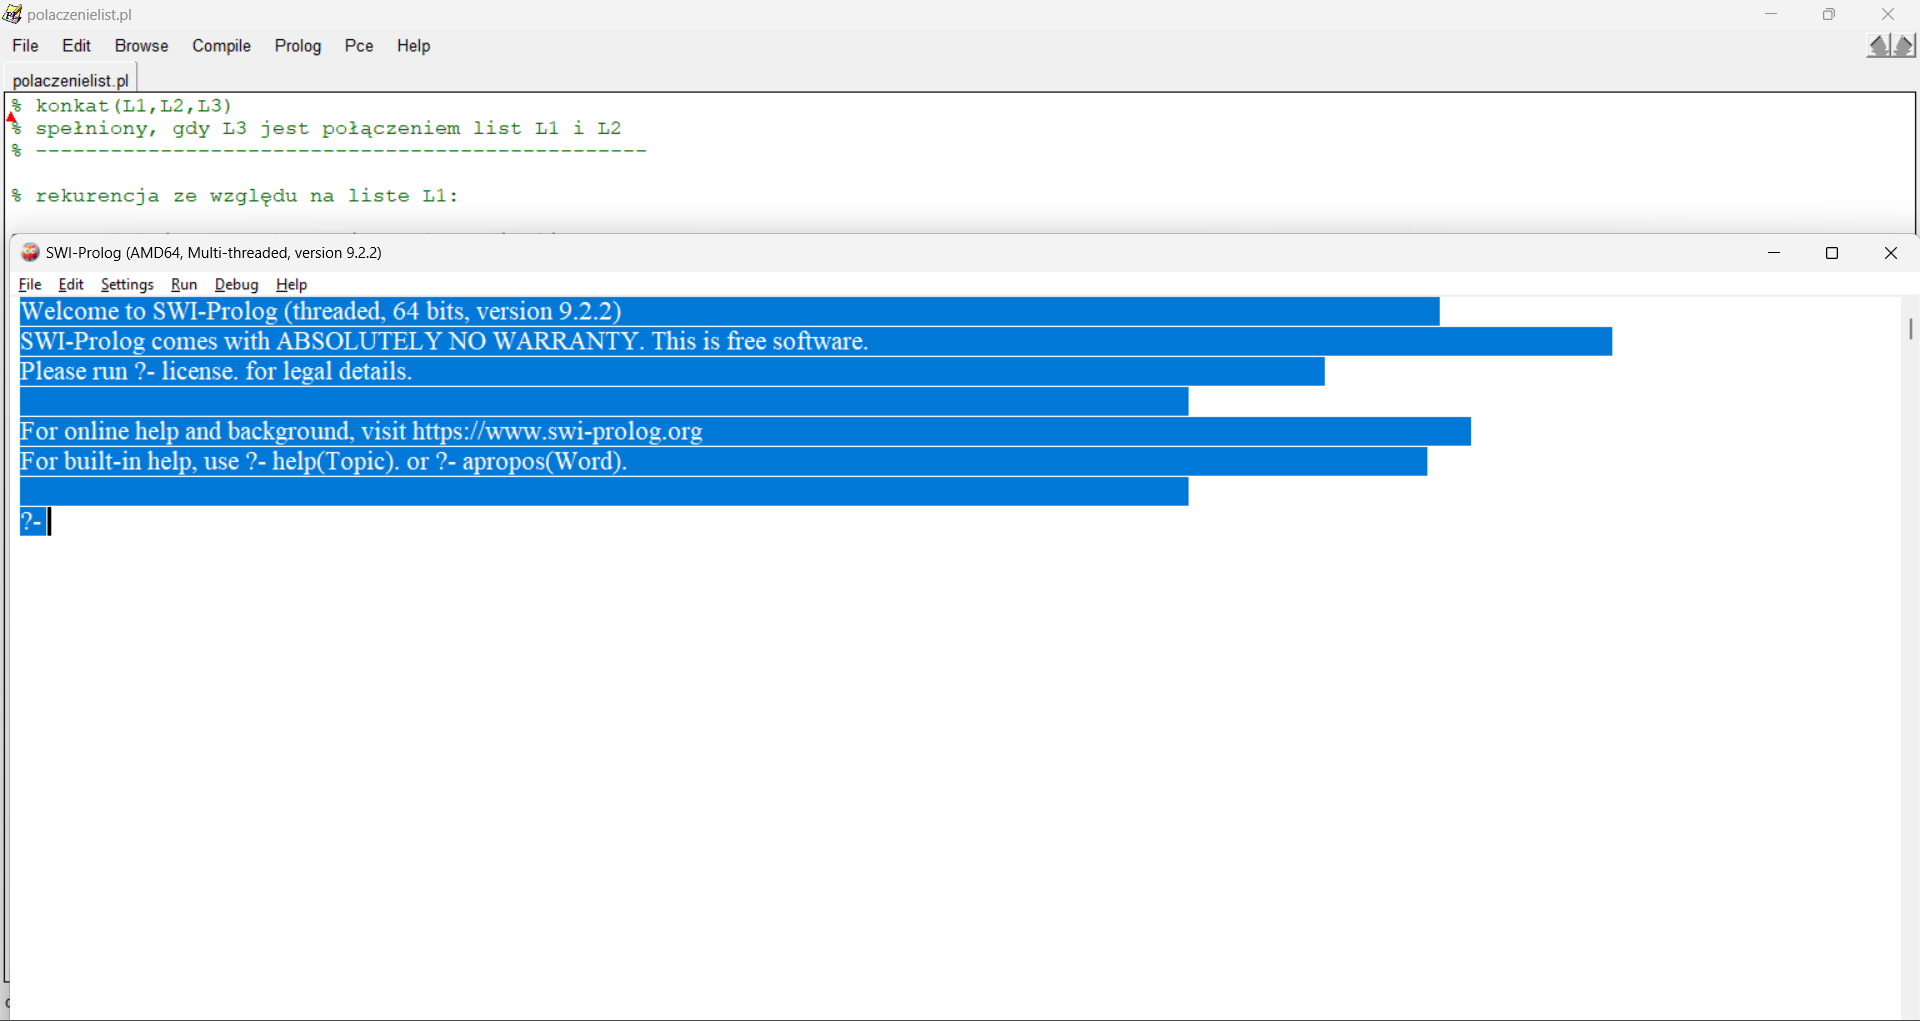 polaczenielist.pl
File Edit Browse Compile Prolog Pce Help
polaczenielist.pl
% konkat(L1,L2,L3)
% spełniony, gdy L3 jest połączeniem list L1 i L2
% --------------------------------------------------
% rekurencja ze względu na liste L1:
SWI-Prolog (AMD64, Multi-threaded, version 9.2.2)
File Edit Settings Run Debug Help
Welcome to SWI-Prolog (threaded, 64 bits, version 9.2.2)
SWI-Prolog comes with ABSOLUTELY NO WARRANTY. This is free software.
Please run ?- license. for legal details.
For online help and background, visit https://www.swi-prolog.org
For built-in help, use ?- help(Topic). or ?- apropos(Word).
?-